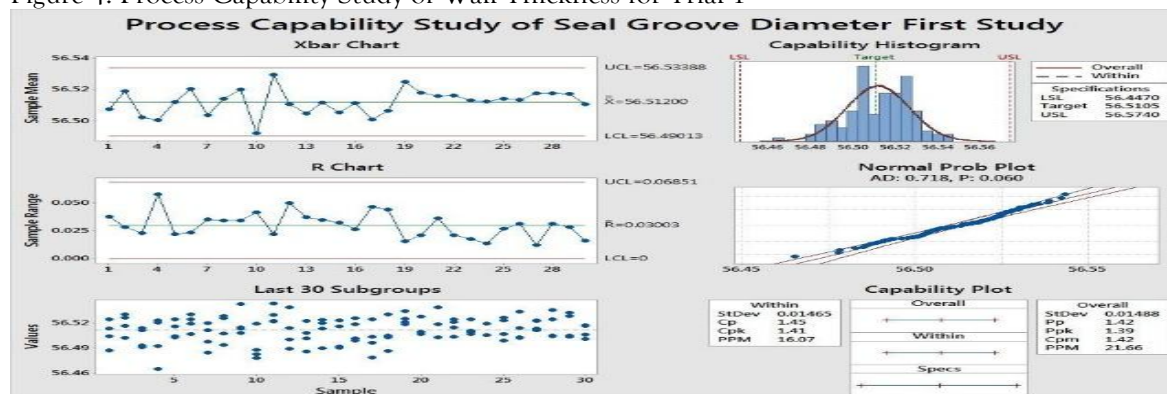 Figure 4: Process Capability Study of Wall Thickness for Trial 1
Process Capability Study of Seal Groove Diameter First Study
Xbar Chart
Sample Mean
56.54
56.52
56.50
UCL=56.53388
X=56.51200
LCL=56.49013
1 4 7 10 13 16 19 22 25 28
R Chart
Sample Range
0.050
0.025
0.000
UCL=0.06851
R=0.03003
LCL=0
1 4 7 10 13 16 19 22 25 28
Last 30 Subgroups
Values
56.52
56.49
56.46
5 10 15 20 25 30
Sample
Capability Histogram
LSL Target USL
Overall
Within
Specifications
LSL 56.4470
Target 56.5105
USL 56.5740
56.46 56.48 56.50 56.52 56.54 56.56
Normal Prob Plot
AD: 0.718, P: 0.060
56.45 56.50 56.55
Capability Plot
Within
StDev 0.01465
Cp 1.45
Cpk 1.41
PPM 16.07
Overall
Within
Specs
Overall
StDev 0.01488
Pp 1.42
Ppk 1.39
Cpm 1.42
PPM 21.66